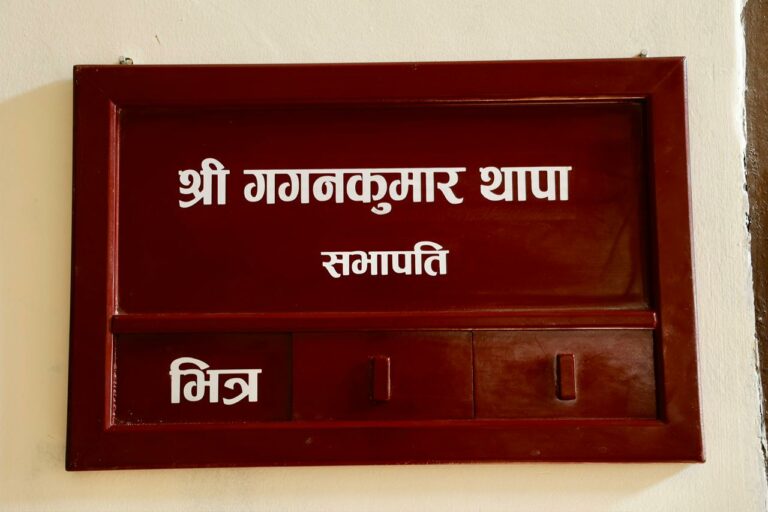 श्री गगनकुमार थापा
सभापति
भित्र